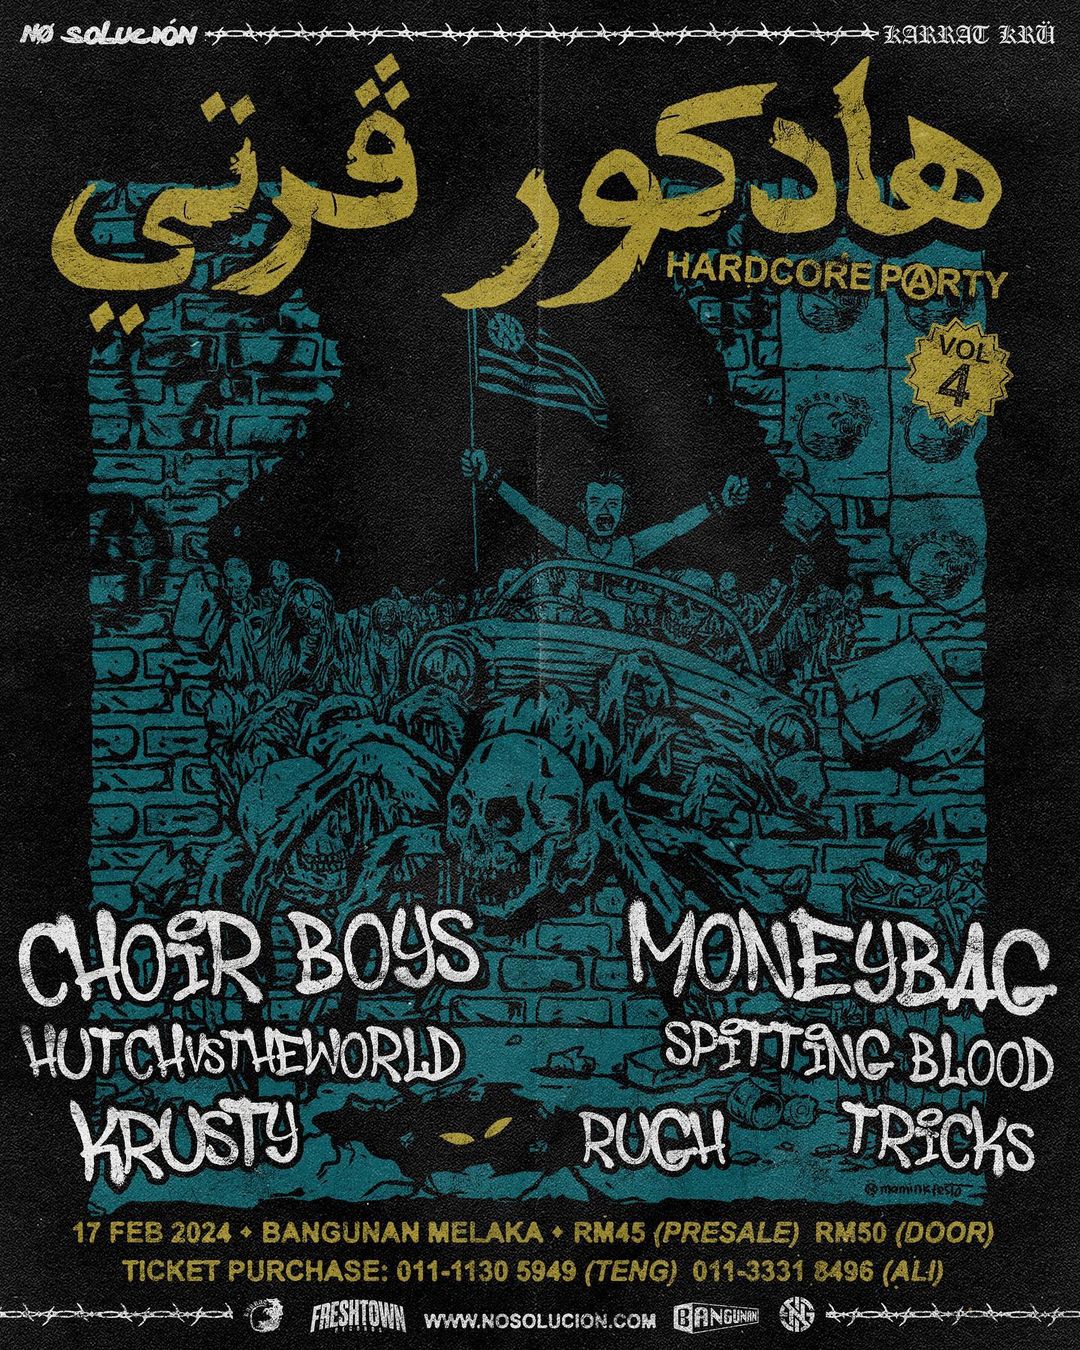 NØ SOLUCIÓN KARRAT KRÜ
هادكور ڤرتي
HARDCORE PARTY
VOL
4
CHOIR BOYS MONEYBAG
HUTCHVSTHEWORLD SPITTING BLOOD
KRUSTY RUGH TRICKS
@maminkfesto
17 FEB 2024 • BANGUNAN MELAKA • RM45 (PRESALE) RM50 (DOOR)
TICKET PURCHASE: 011-1130 5949 (TENG) 011-3331 8496 (ALI)
FRESHTOWN
RECORDS
WWW.NOSOLUCION.COM
BANGUNAN